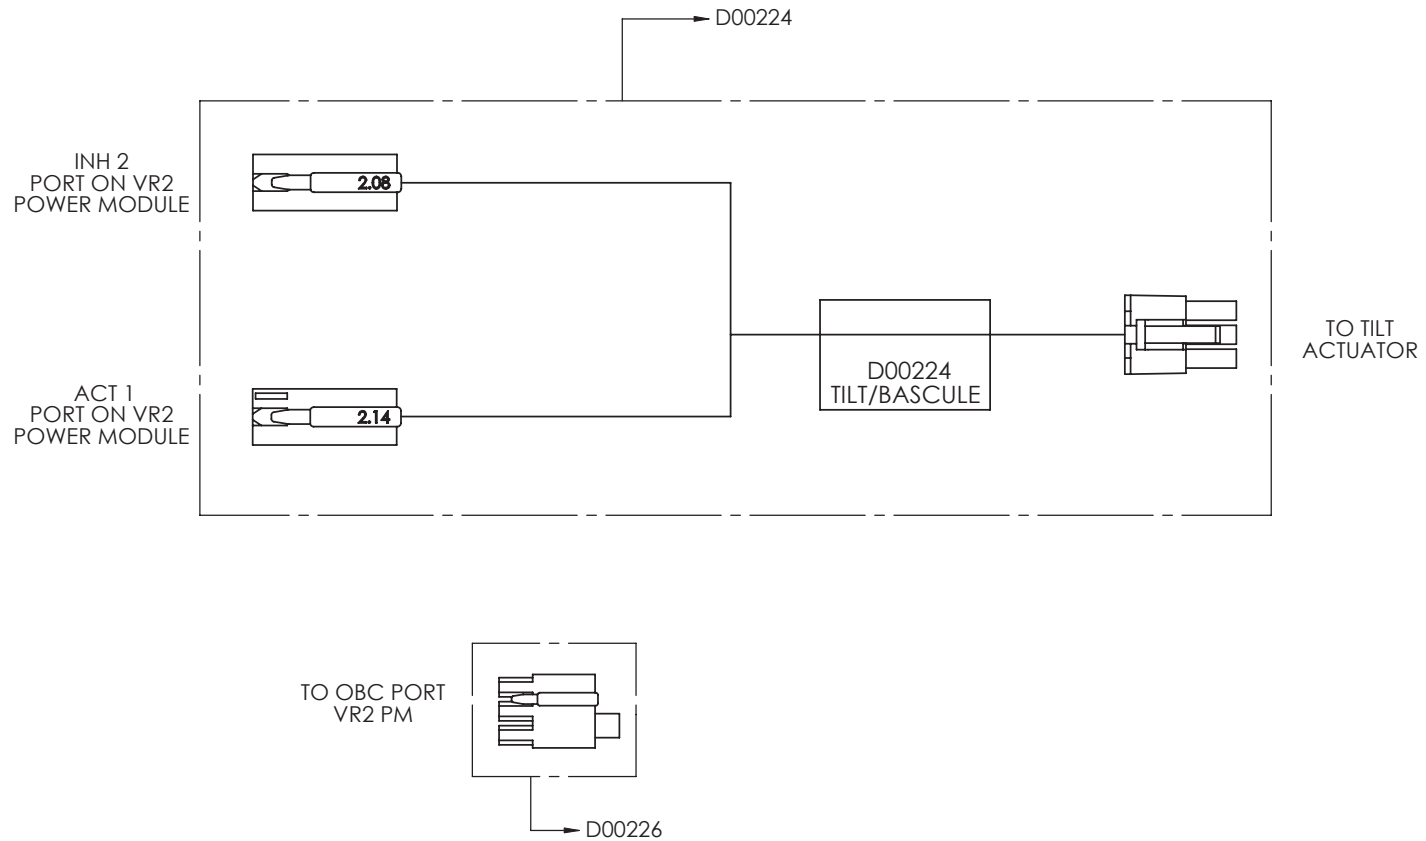 D00224
INH 2
PORT ON VR2
POWER MODULE
2.08
ACT 1
PORT ON VR2
POWER MODULE
2.14
D00224
TILT/BASCULE
TO TILT
ACTUATOR
TO OBC PORT
VR2 PM
D00226